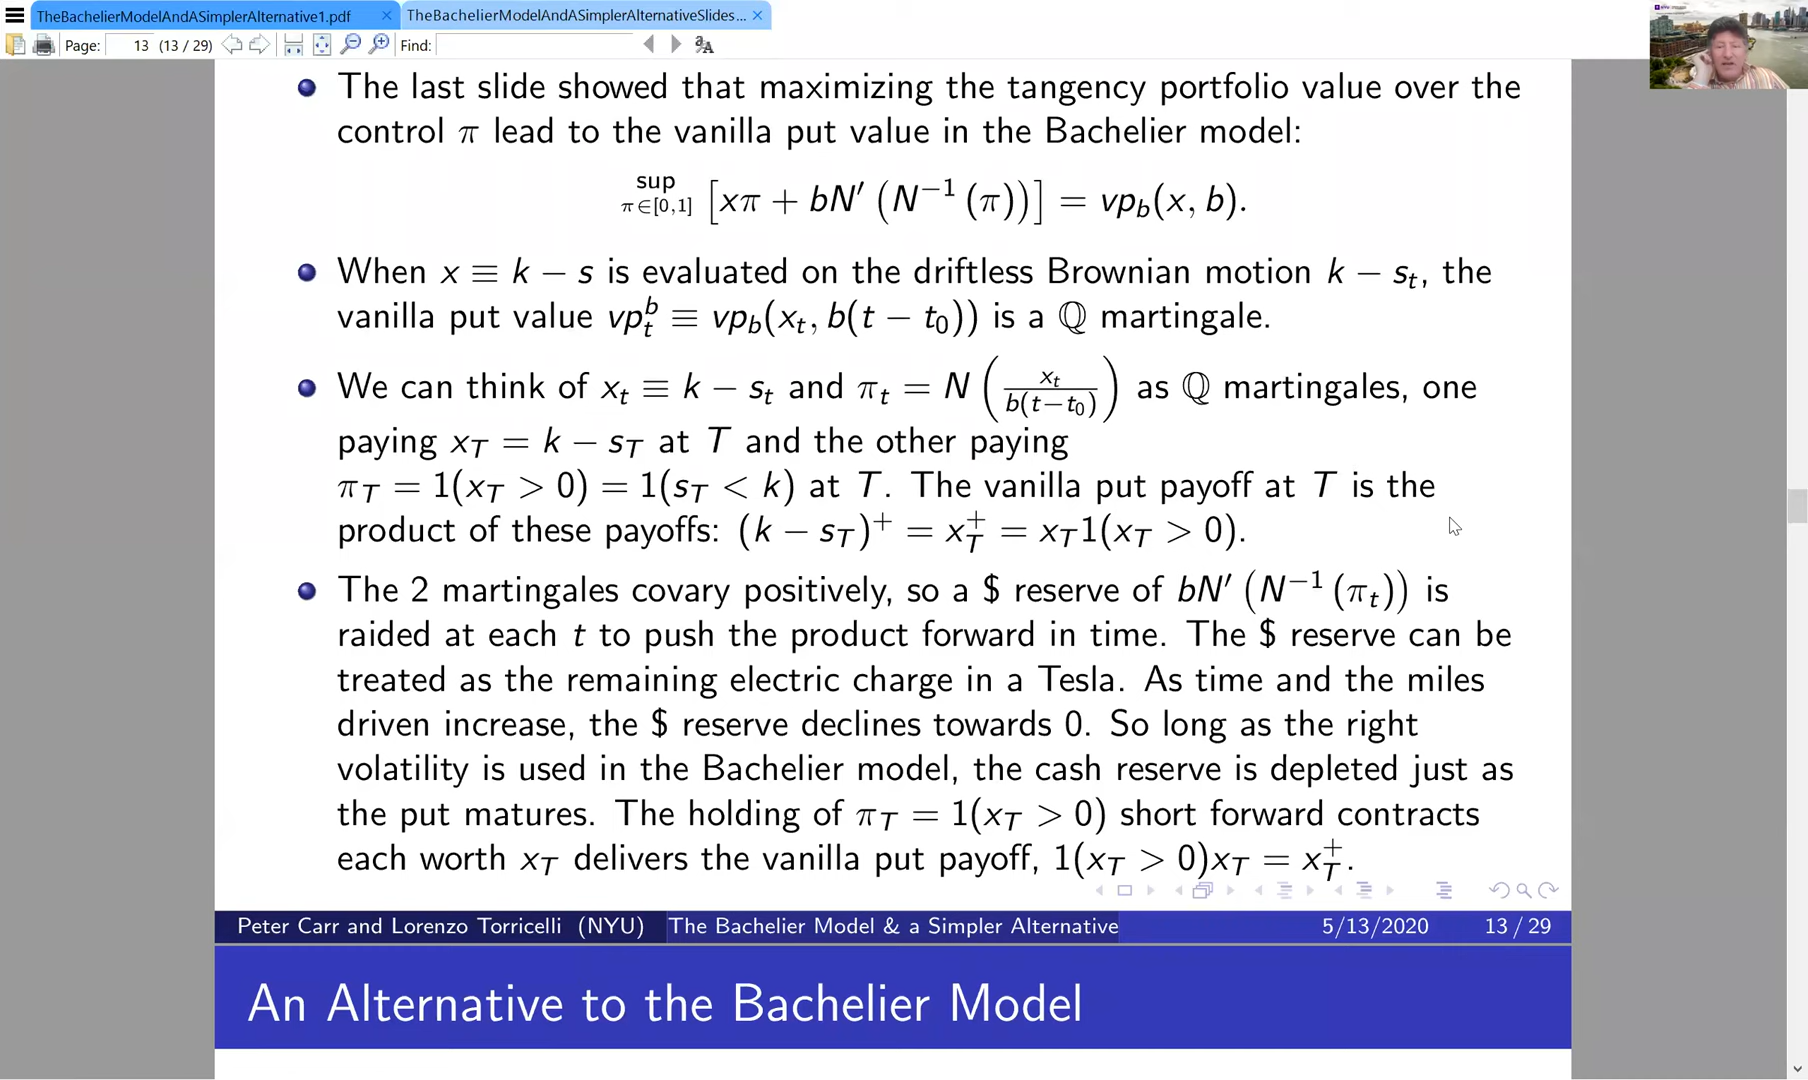 TheBachelierModelAndASimplerAlternative1.pdf
TheBachelierModelAndASimplerAlternativeSlides...
Page: 13 (13 / 29) Find:
The last slide showed that maximizing the tangency portfolio value over the
control π lead to the vanilla put value in the Bachelier model:
sup_{π∈[0,1]} [xπ + bN′ (N⁻¹ (π))] = vp_b(x, b).
When x ≡ k − s is evaluated on the driftless Brownian motion k − s_t, the
vanilla put value vp_t^b ≡ vp_b(x_t, b(t − t_0)) is a ℚ martingale.
We can think of x_t ≡ k − s_t and π_t = N (x_t / b(t−t_0)) as ℚ martingales, one
paying x_T = k − s_T at T and the other paying
π_T = 1(x_T > 0) = 1(s_T < k) at T. The vanilla put payoff at T is the
product of these payoffs: (k − s_T)⁺ = x_T⁺ = x_T1(x_T > 0).
The 2 martingales covary positively, so a $ reserve of bN′ (N⁻¹ (π_t)) is
raided at each t to push the product forward in time. The $ reserve can be
treated as the remaining electric charge in a Tesla. As time and the miles
driven increase, the $ reserve declines towards 0. So long as the right
volatility is used in the Bachelier model, the cash reserve is depleted just as
the put matures. The holding of π_T = 1(x_T > 0) short forward contracts
each worth x_T delivers the vanilla put payoff, 1(x_T > 0)x_T = x_T⁺.
Peter Carr and Lorenzo Torricelli (NYU) The Bachelier Model & a Simpler Alternative 5/13/2020 13 / 29
An Alternative to the Bachelier Model